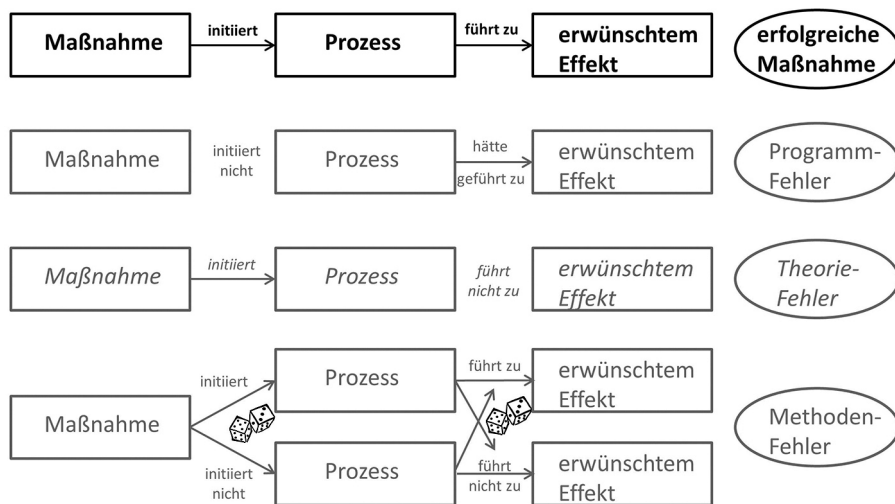 Maßnahme
initiiert
Prozess
führt zu
erwünschtem
Effekt
erfolgreiche
Maßnahme
Maßnahme
initiiert
nicht
Prozess
hätte
geführt zu
erwünschtem
Effekt
Programm-
Fehler
Maßnahme
initiiert
Prozess
führt
nicht zu
erwünschtem
Effekt
Theorie-
Fehler
Maßnahme
initiiert
Prozess
führt zu
erwünschtem
Effekt
initiiert
nicht
Prozess
führt
nicht zu
erwünschtem
Effekt
Methoden-
Fehler